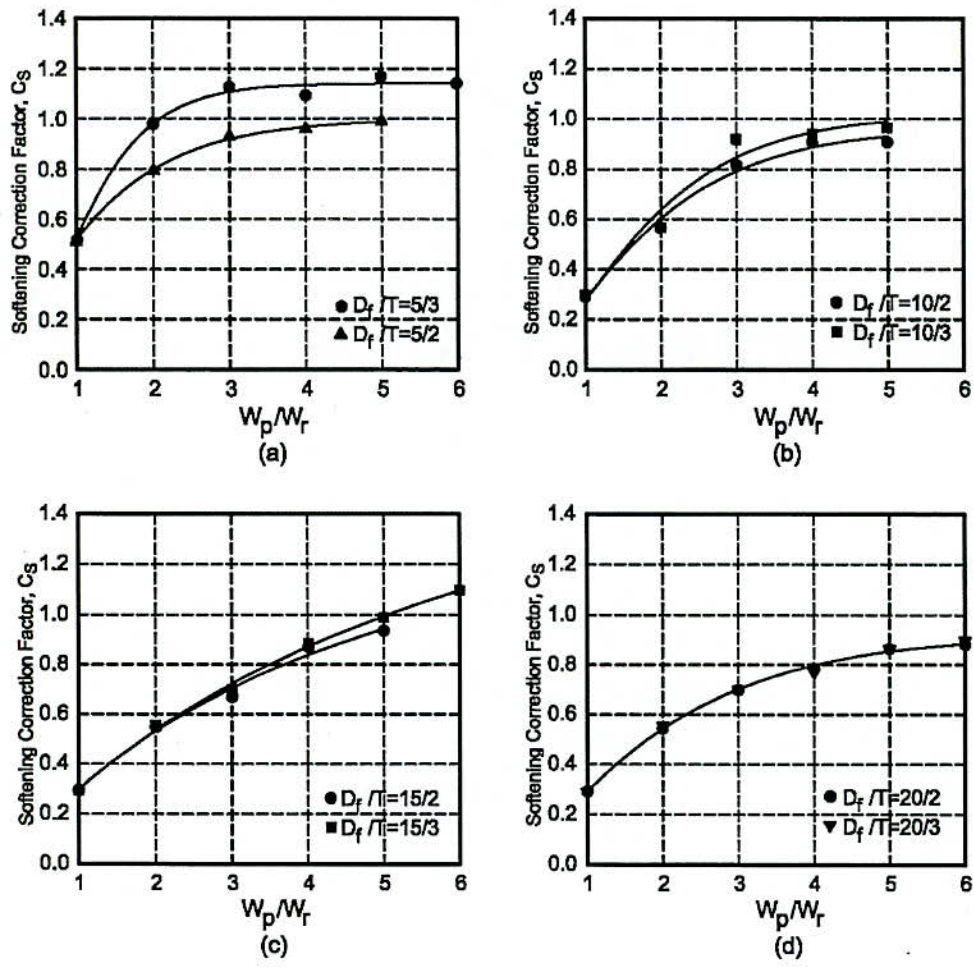 Softening Correction Factor, Cs
1.4
1.2
1.0
0.8
0.6
0.4
0.2
0.0
Df /T=5/3
Df /T=5/2
1 2 3 4 5 6
Wp/Wr
(a)
Softening Correction Factor, Cs
1.4
1.2
1.0
0.8
0.6
0.4
0.2
0.0
Df /T=10/2
Df /T=10/3
1 2 3 4 5 6
Wp/Wr
(b)
Softening Correction Factor, Cs
1.4
1.2
1.0
0.8
0.6
0.4
0.2
0.0
Df /T=15/2
Df /T=15/3
1 2 3 4 5 6
Wp/Wr
(c)
Softening Correction Factor, Cs
1.4
1.2
1.0
0.8
0.6
0.4
0.2
0.0
Df /T=20/2
Df /T=20/3
1 2 3 4 5 6
Wp/Wr
(d)